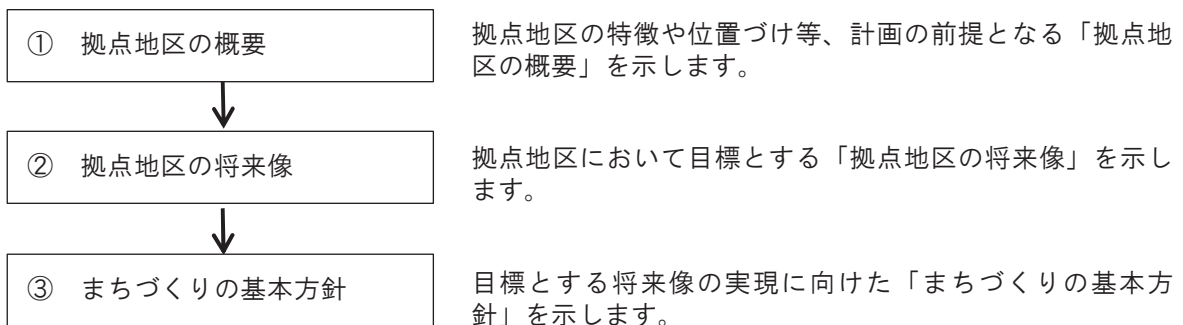 ① 拠点地区の概要
拠点地区の特徴や位置づけ等、計画の前提となる「拠点地
区の概要」を示します。
② 拠点地区の将来像
拠点地区において目標とする「拠点地区の将来像」を示し
ます。
③ まちづくりの基本方針
目標とする将来像の実現に向けた「まちづくりの基本方
針」を示します。